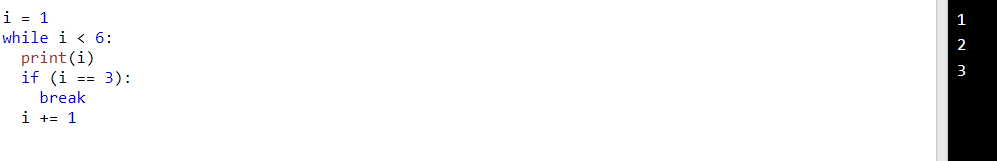 i = 1
while i < 6:
  print(i)
  if (i == 3):
    break
  i += 1
1
2
3